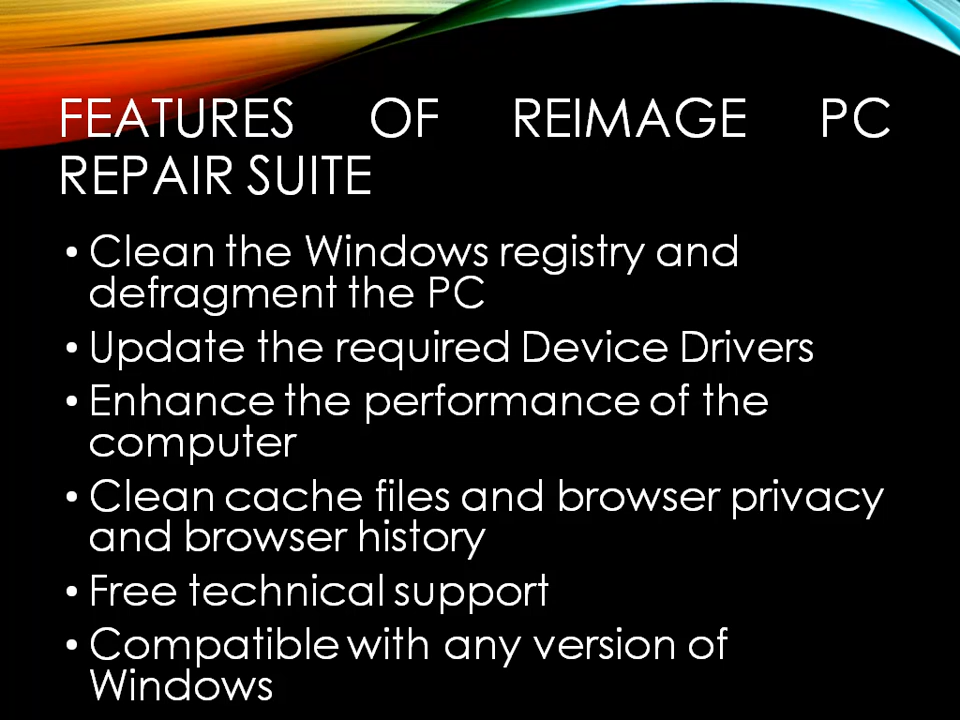 FEATURES OF REIMAGE PC
REPAIR SUITE
• Clean the Windows registry and
defragment the PC
• Update the required Device Drivers
• Enhance the performance of the
computer
• Clean cache files and browser privacy
and browser history
• Free technical support
• Compatible with any version of
Windows